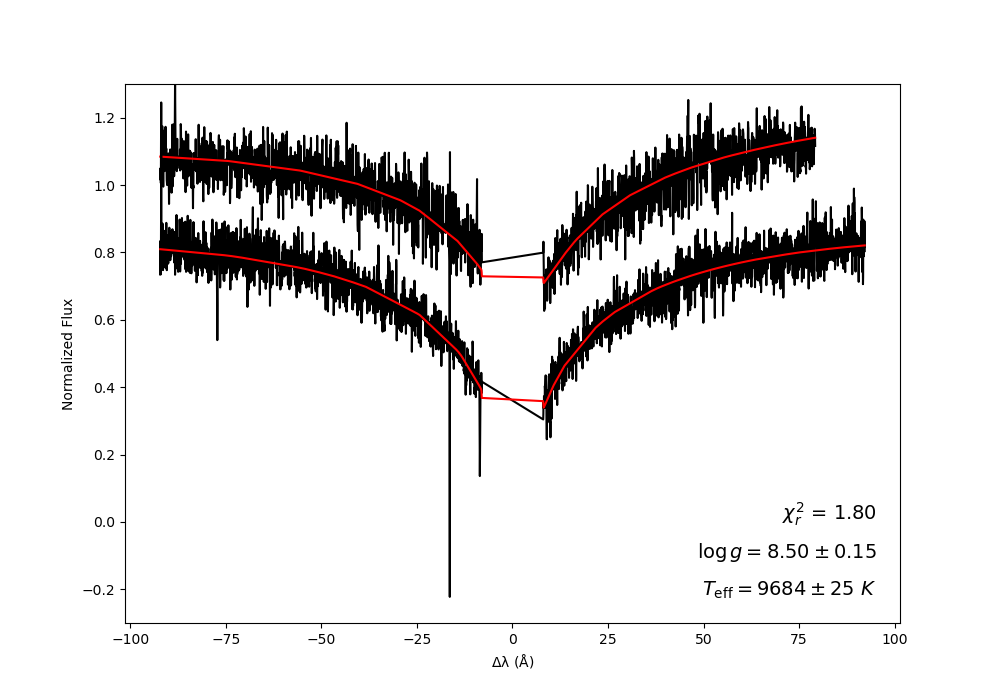 1.2
1.0
0.8
0.6
0.4
0.2
0.0
−0.2
Normalized Flux
−100 −75 −50 −25 0 25 50 75 100
Δλ (Å)
χ²ᵣ = 1.80
log g = 8.50 ± 0.15
T_eff = 9684 ± 25 K